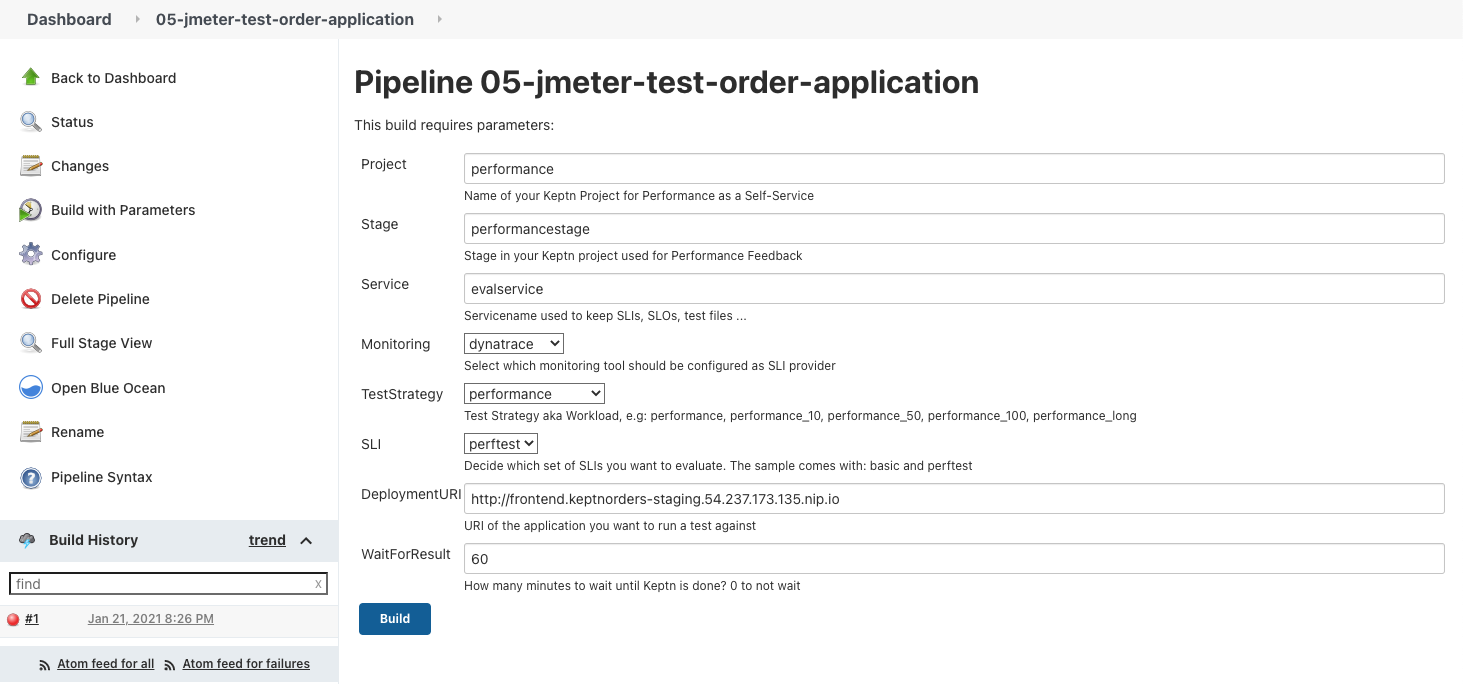 Dashboard
05-jmeter-test-order-application
Back to Dashboard
Status
Changes
Build with Parameters
Configure
Delete Pipeline
Full Stage View
Open Blue Ocean
Rename
Pipeline Syntax
Build History trend
find x
#1 Jan 21, 2021 8:26 PM
Atom feed for all Atom feed for failures
Pipeline 05-jmeter-test-order-application
This build requires parameters:
Project performance
Name of your Keptn Project for Performance as a Self-Service
Stage performancestage
Stage in your Keptn project used for Performance Feedback
Service evalservice
Servicename used to keep SLIs, SLOs, test files ...
Monitoring dynatrace
Select which monitoring tool should be configured as SLI provider
TestStrategy performance
Test Strategy aka Workload, e.g: performance, performance_10, performance_50, performance_100, performance_long
SLI perftest
Decide which set of SLIs you want to evaluate. The sample comes with: basic and perftest
DeploymentURI http://frontend.keptnorders-staging.54.237.173.135.nip.io
URI of the application you want to run a test against
WaitForResult 60
How many minutes to wait until Keptn is done? 0 to not wait
Build